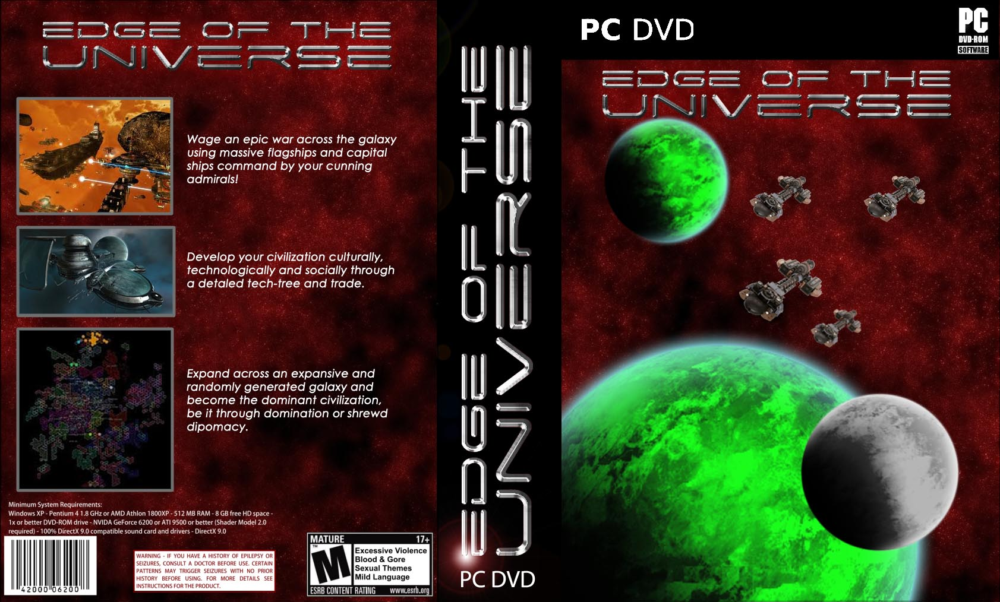 EDGE OF THE
UNIVERSE
Wage an epic war across the galaxy
using massive flagships and capital
ships command by your cunning
admirals!
Develop your civilization culturally,
technologically and socially through
a detaled tech-tree and trade.
Expand across an expansive and
randomly generated galaxy and
become the dominant civilization,
be it through domination or shrewd
dipomacy.
Minimum System Requirements:
Windows XP - Pentium 4 1.8 GHz or AMD Athlon 1800XP - 512 MB RAM - 8 GB free HD space -
1x or better DVD-ROM drive - NVIDA GeForce 6200 or ATI 9500 or better (Shader Model 2.0
required) - 100% DirectX 9.0 compatible sound card and drivers - DirectX 9.0
42000 06200
WARNING - IF YOU HAVE A HISTORY OF EPILEPSY OR
SEIZURES, CONSULT A DOCTOR BEFORE USE. CERTAIN
PATTERNS MAY TRIGGER SEIZURES WITH NO PRIOR
HISTORY BEFORE USING. FOR MORE DETAILS SEE
INSTRUCTIONS FOR THE PRODUCT.
MATURE 17+
M
TM
Excessive Violence
Blood & Gore
Sexual Themes
Mild Language
ESRB CONTENT RATING www.esrb.org
EDGE OF THE
UNIVERSE
PC DVD
PC DVD
PC
DVD-ROM
SOFTWARE
EDGE OF THE
UNIVERSE